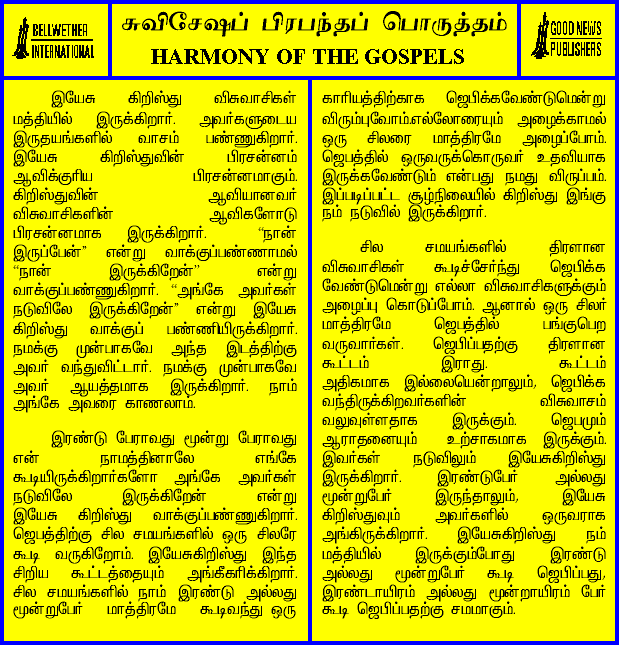 BELLWETHER
INTERNATIONAL
சுவிசேஷப் பிரபந்தப் பொருத்தம்
HARMONY OF THE GOSPELS
GOOD NEWS
PUBLISHERS
இயேசு கிறிஸ்து விசுவாசிகள்
மத்தியில் இருக்கிறார். அவர்களுடைய
இருதயங்களில் வாசம் பண்ணுகிறார்.
இயேசு கிறிஸ்துவின் பிரசன்னம்
ஆவிக்குரிய பிரசன்னமாகும்.
கிறிஸ்துவின் ஆவியானவர்
விசுவாசிகளின் ஆவிகளோடு
பிரசன்னமாக இருக்கிறார். “நான்
இருப்பேன்” என்று வாக்குப்பண்ணாமல்
“நான் இருக்கிறேன்” என்று
வாக்குப்பண்ணுகிறார். “அங்கே அவர்கள்
நடுவிலே இருக்கிறேன்” என்று இயேசு
கிறிஸ்து வாக்குப் பண்ணியிருக்கிறார்.
நமக்கு முன்பாகவே அந்த இடத்திற்கு
அவர் வந்துவிட்டார். நமக்கு முன்பாகவே
அவர் ஆயத்தமாக இருக்கிறார். நாம்
அங்கே அவரை காணலாம்.
இரண்டு பேராவது மூன்று பேராவது
என் நாமத்தினாலே எங்கே
கூடியிருக்கிறார்களோ அங்கே அவர்கள்
நடுவிலே இருக்கிறேன் என்று
இயேசு கிறிஸ்து வாக்குப்பண்ணுகிறார்.
ஜெபத்திற்கு சில சமயங்களில் ஒரு சிலரே
கூடி வருகிறோம். இயேசுகிறிஸ்து இந்த
சிறிய கூட்டத்தையும் அங்கீகரிக்கிறார்.
சில சமயங்களில் நாம் இரண்டு அல்லது
மூன்றுபேர் மாத்திரமே கூடிவந்து ஒரு
காரியத்திற்காக ஜெபிக்கவேண்டுமென்று
விரும்புவோம்.எல்லோரையும் அழைக்காமல்
ஒரு சிலரை மாத்திரமே அழைப்போம்.
ஜெபத்தில் ஒருவருக்கொருவர் உதவியாக
இருக்கவேண்டும் என்பது நமது விருப்பம்.
இப்படிப்பட்ட சூழ்நிலையில் கிறிஸ்து இங்கு
நம் நடுவில் இருக்கிறார்.
சில சமயங்களில் திரளான
விசுவாசிகள் கூடிச்சேர்ந்து ஜெபிக்க
வேண்டுமென்று எல்லா விசுவாசிகளுக்கும்
அழைப்பு கொடுப்போம். ஆனால் ஒரு சிலர்
மாத்திரமே ஜெபத்தில் பங்குபெற
வருவார்கள். ஜெபிப்பதற்கு திரளான
கூட்டம் இராது. கூட்டம்
அதிகமாக இல்லையென்றாலும், ஜெபிக்க
வந்திருக்கிறவர்களின் விசுவாசம்
வலுவுள்ளதாக இருக்கும். ஜெபமும்
ஆராதனையும் உற்சாகமாக இருக்கும்.
இவர்கள் நடுவிலும் இயேசுகிறிஸ்து
இருக்கிறார். இரண்டுபேர் அல்லது
மூன்றுபேர் இருந்தாலும், இயேசு
கிறிஸ்துவும் அவர்களில் ஒருவராக
அங்கிருக்கிறார். இயேசுகிறிஸ்து நம்
மத்தியில் இருக்கும்போது இரண்டு
அல்லது மூன்றுபேர் கூடி ஜெபிப்பது,
இரண்டாயிரம் அல்லது மூன்றாயிரம் பேர்
கூடி ஜெபிப்பதற்கு சமமாகும்.